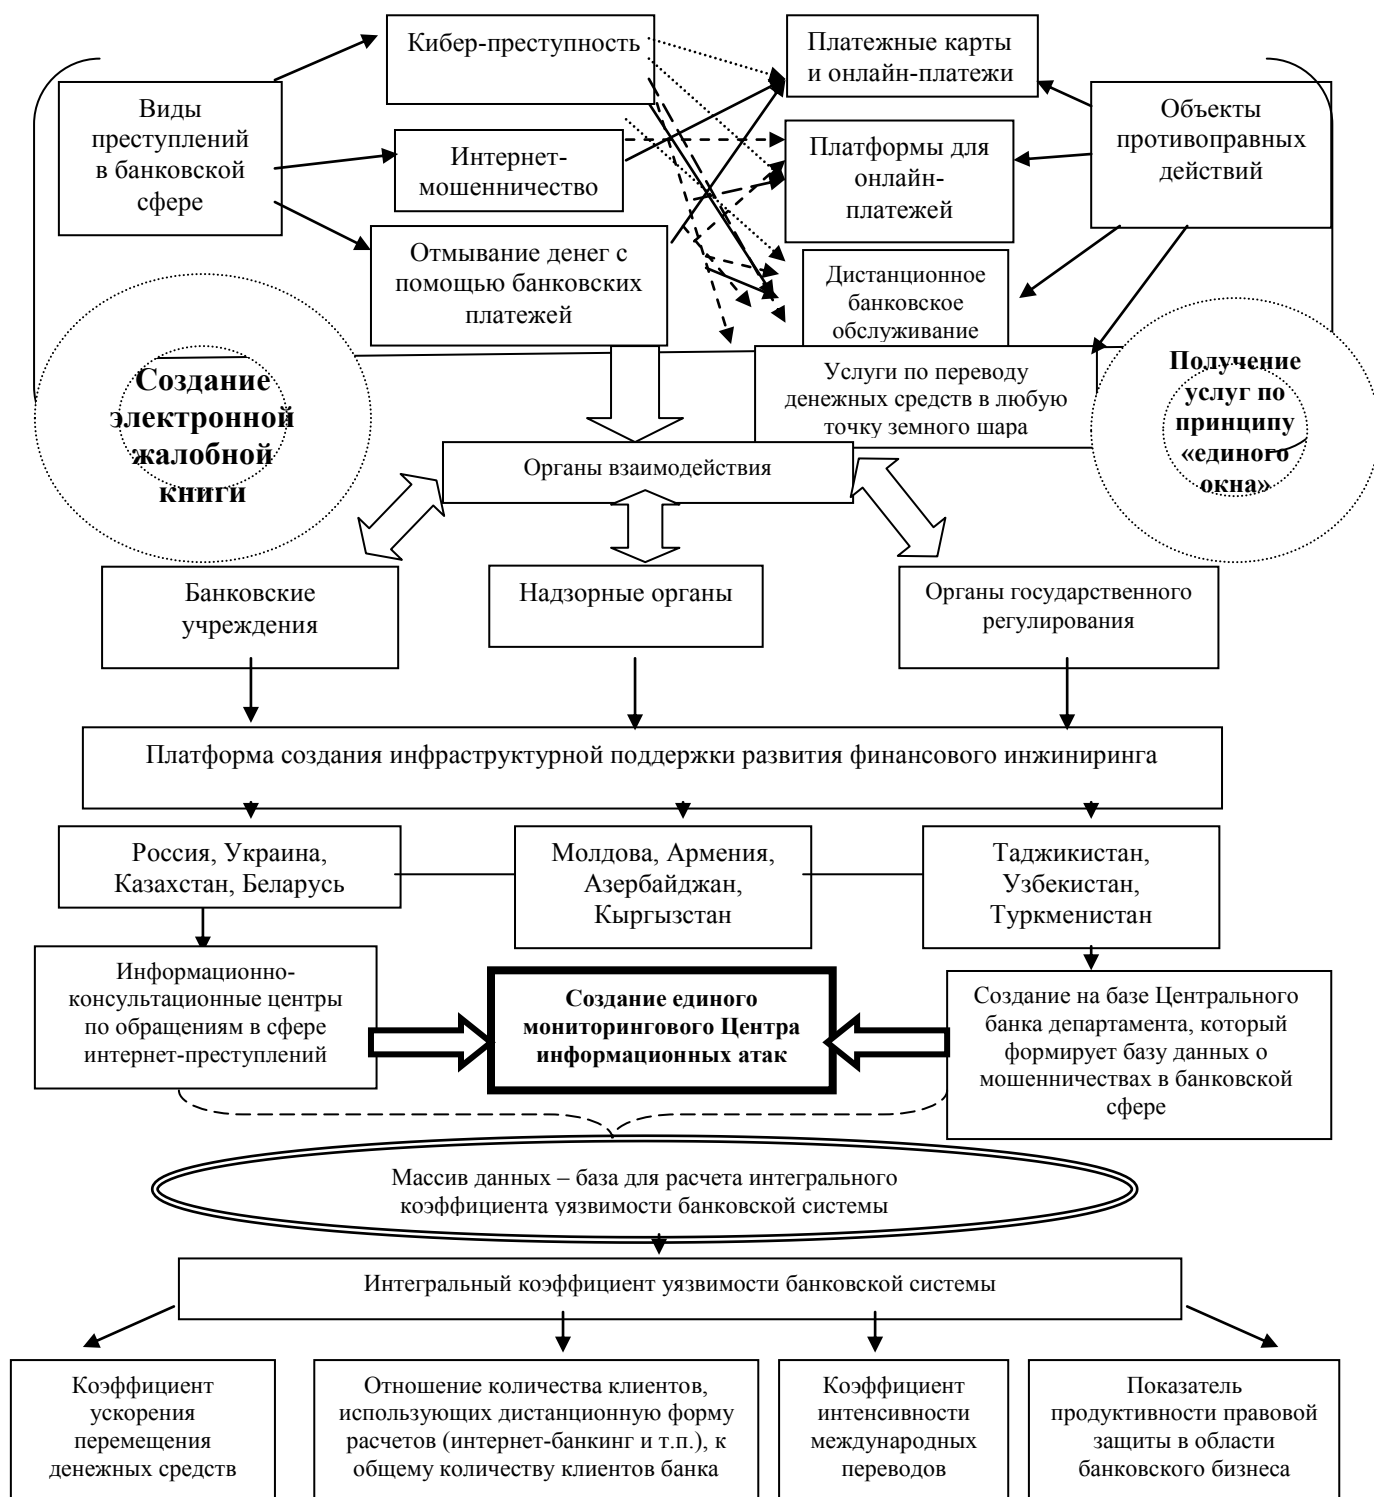 Кибер-преступность
Платежные карты
и онлайн-платежи
Виды
преступлений
в банковской
сфере
Объекты
противоправных
действий
Интернет-
мошенничество
Платформы для
онлайн-
платежей
Отмывание денег с
помощью банковских
платежей
Дистанционное
банковское
обслуживание
Создание
электронной
жалобной
книги
Услуги по переводу
денежных средств в любую
точку земного шара
Получение
услуг по
принципу
«единого
окна»
Органы взаимодействия
Банковские
учреждения
Надзорные органы
Органы государственного
регулирования
Платформа создания инфраструктурной поддержки развития финансового инжиниринга
Россия, Украина,
Казахстан, Беларусь
Молдова, Армения,
Азербайджан,
Кыргызстан
Таджикистан,
Узбекистан,
Туркменистан
Информационно-
консультационные центры
по обращениям в сфере
интернет-преступлений
Создание единого
мониторингового Центра
информационных атак
Создание на базе Центрального
банка департамента, который
формирует базу данных о
мошенничествах в банковской
сфере
Массив данных – база для расчета интегрального
коэффициента уязвимости банковской системы
Интегральный коэффициент уязвимости банковской системы
Коэффициент
ускорения
перемещения
денежных средств
Отношение количества клиентов,
использующих дистанционную форму
расчетов (интернет-банкинг и т.п.), к
общему количеству клиентов банка
Коэффициент
интенсивности
международных
переводов
Показатель
продуктивности правовой
защиты в области
банковского бизнеса